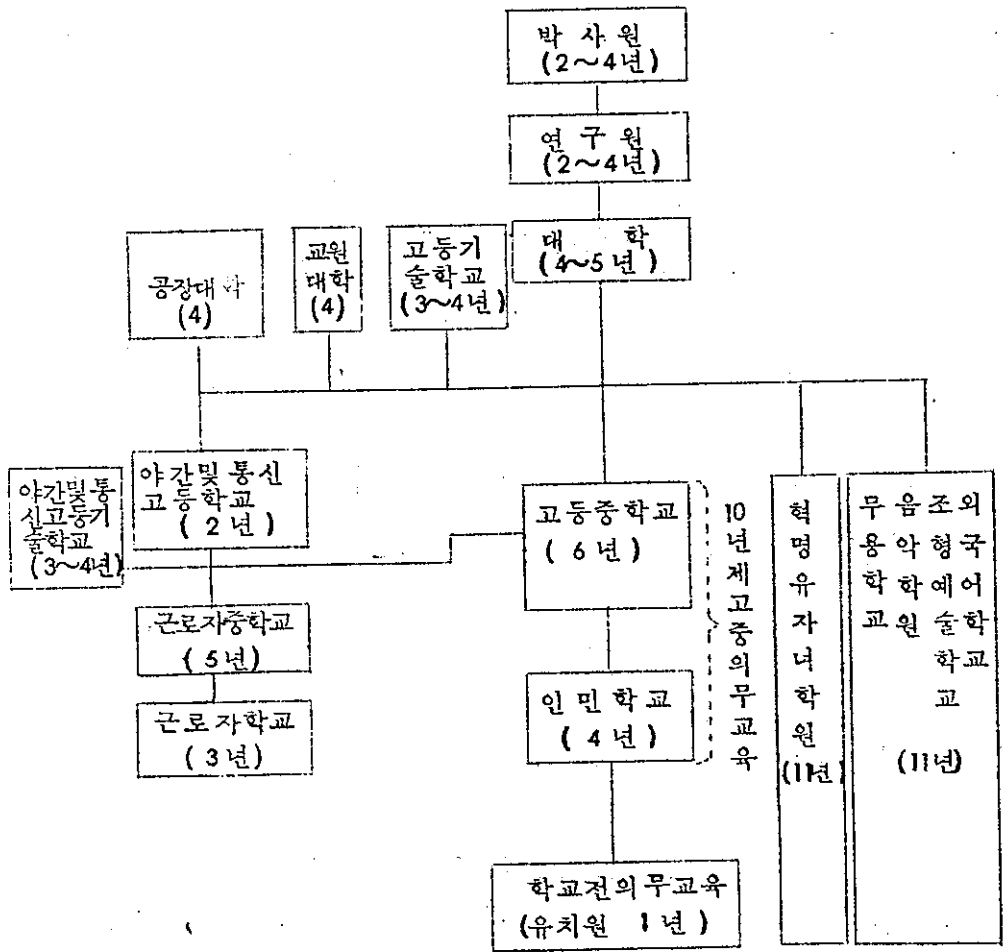 박 사 원
(2~4년)
연 구 원
(2~4년)
대 학
(4~5년)
고등기
술학교
(3~4년)
교원
대학
(4)
공장대학
(4)
야간및통
신고등기
술학교
(3~4년)
야간및통신
고등학교
(2년)
고등중학교
(6년)
10년제고중의무교육
혁명유자녀학원
(11년)
무용학교
음악학원
조형예술학교
외국어학교
(11년)
근로자중학교
(5년)
근로자학교
(3년)
인민학교
(4년)
학교전의무교육
(유치원 1년)